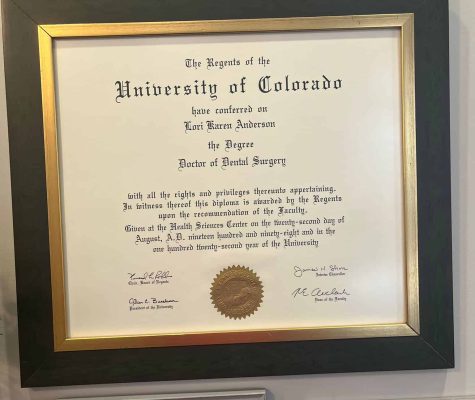 The Regents of the
University of Colorado
have conferred on
Lori Karen Anderson
the Degree
Doctor of Dental Surgery
with all the rights and privileges thereunto appertaining.
In witness thereof this diploma is awarded by the Regents
upon the recommendation of the Faculty.
Given at the Health Sciences Center on the twenty-second day of
August, A.D. nineteen hundred and ninety-eight and in the
one hundred twenty-second year of the University
Chair, Board of Regents
Interim Chancellor
President of the University
Dean of the Faculty